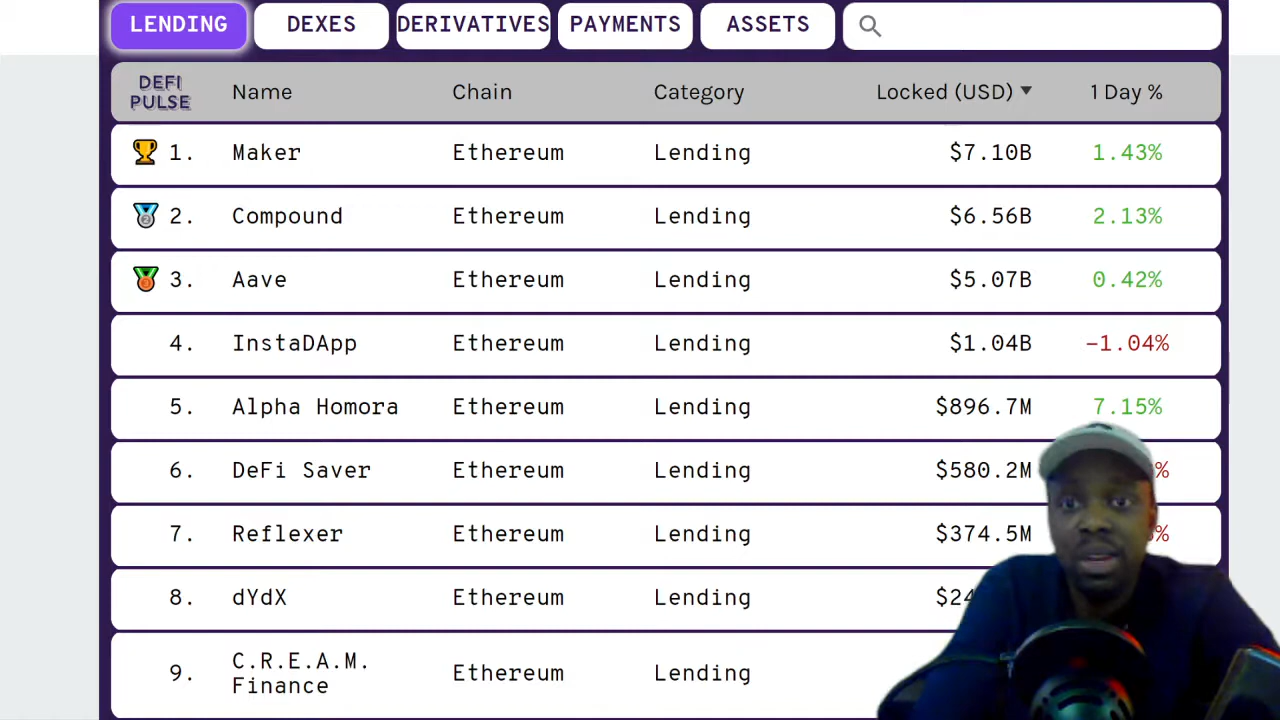 LENDING DEXES DERIVATIVES PAYMENTS ASSETS
DEFI PULSE Name Chain Category Locked (USD) 1 Day %
1. Maker Ethereum Lending $7.10B 1.43%
2. Compound Ethereum Lending $6.56B 2.13%
3. Aave Ethereum Lending $5.07B 0.42%
4. InstaDApp Ethereum Lending $1.04B -1.04%
5. Alpha Homora Ethereum Lending $896.7M 7.15%
6. DeFi Saver Ethereum Lending $580.2M %
7. Reflexer Ethereum Lending $374.5M %
8. dYdX Ethereum Lending $24
9. C.R.E.A.M. Finance Ethereum Lending